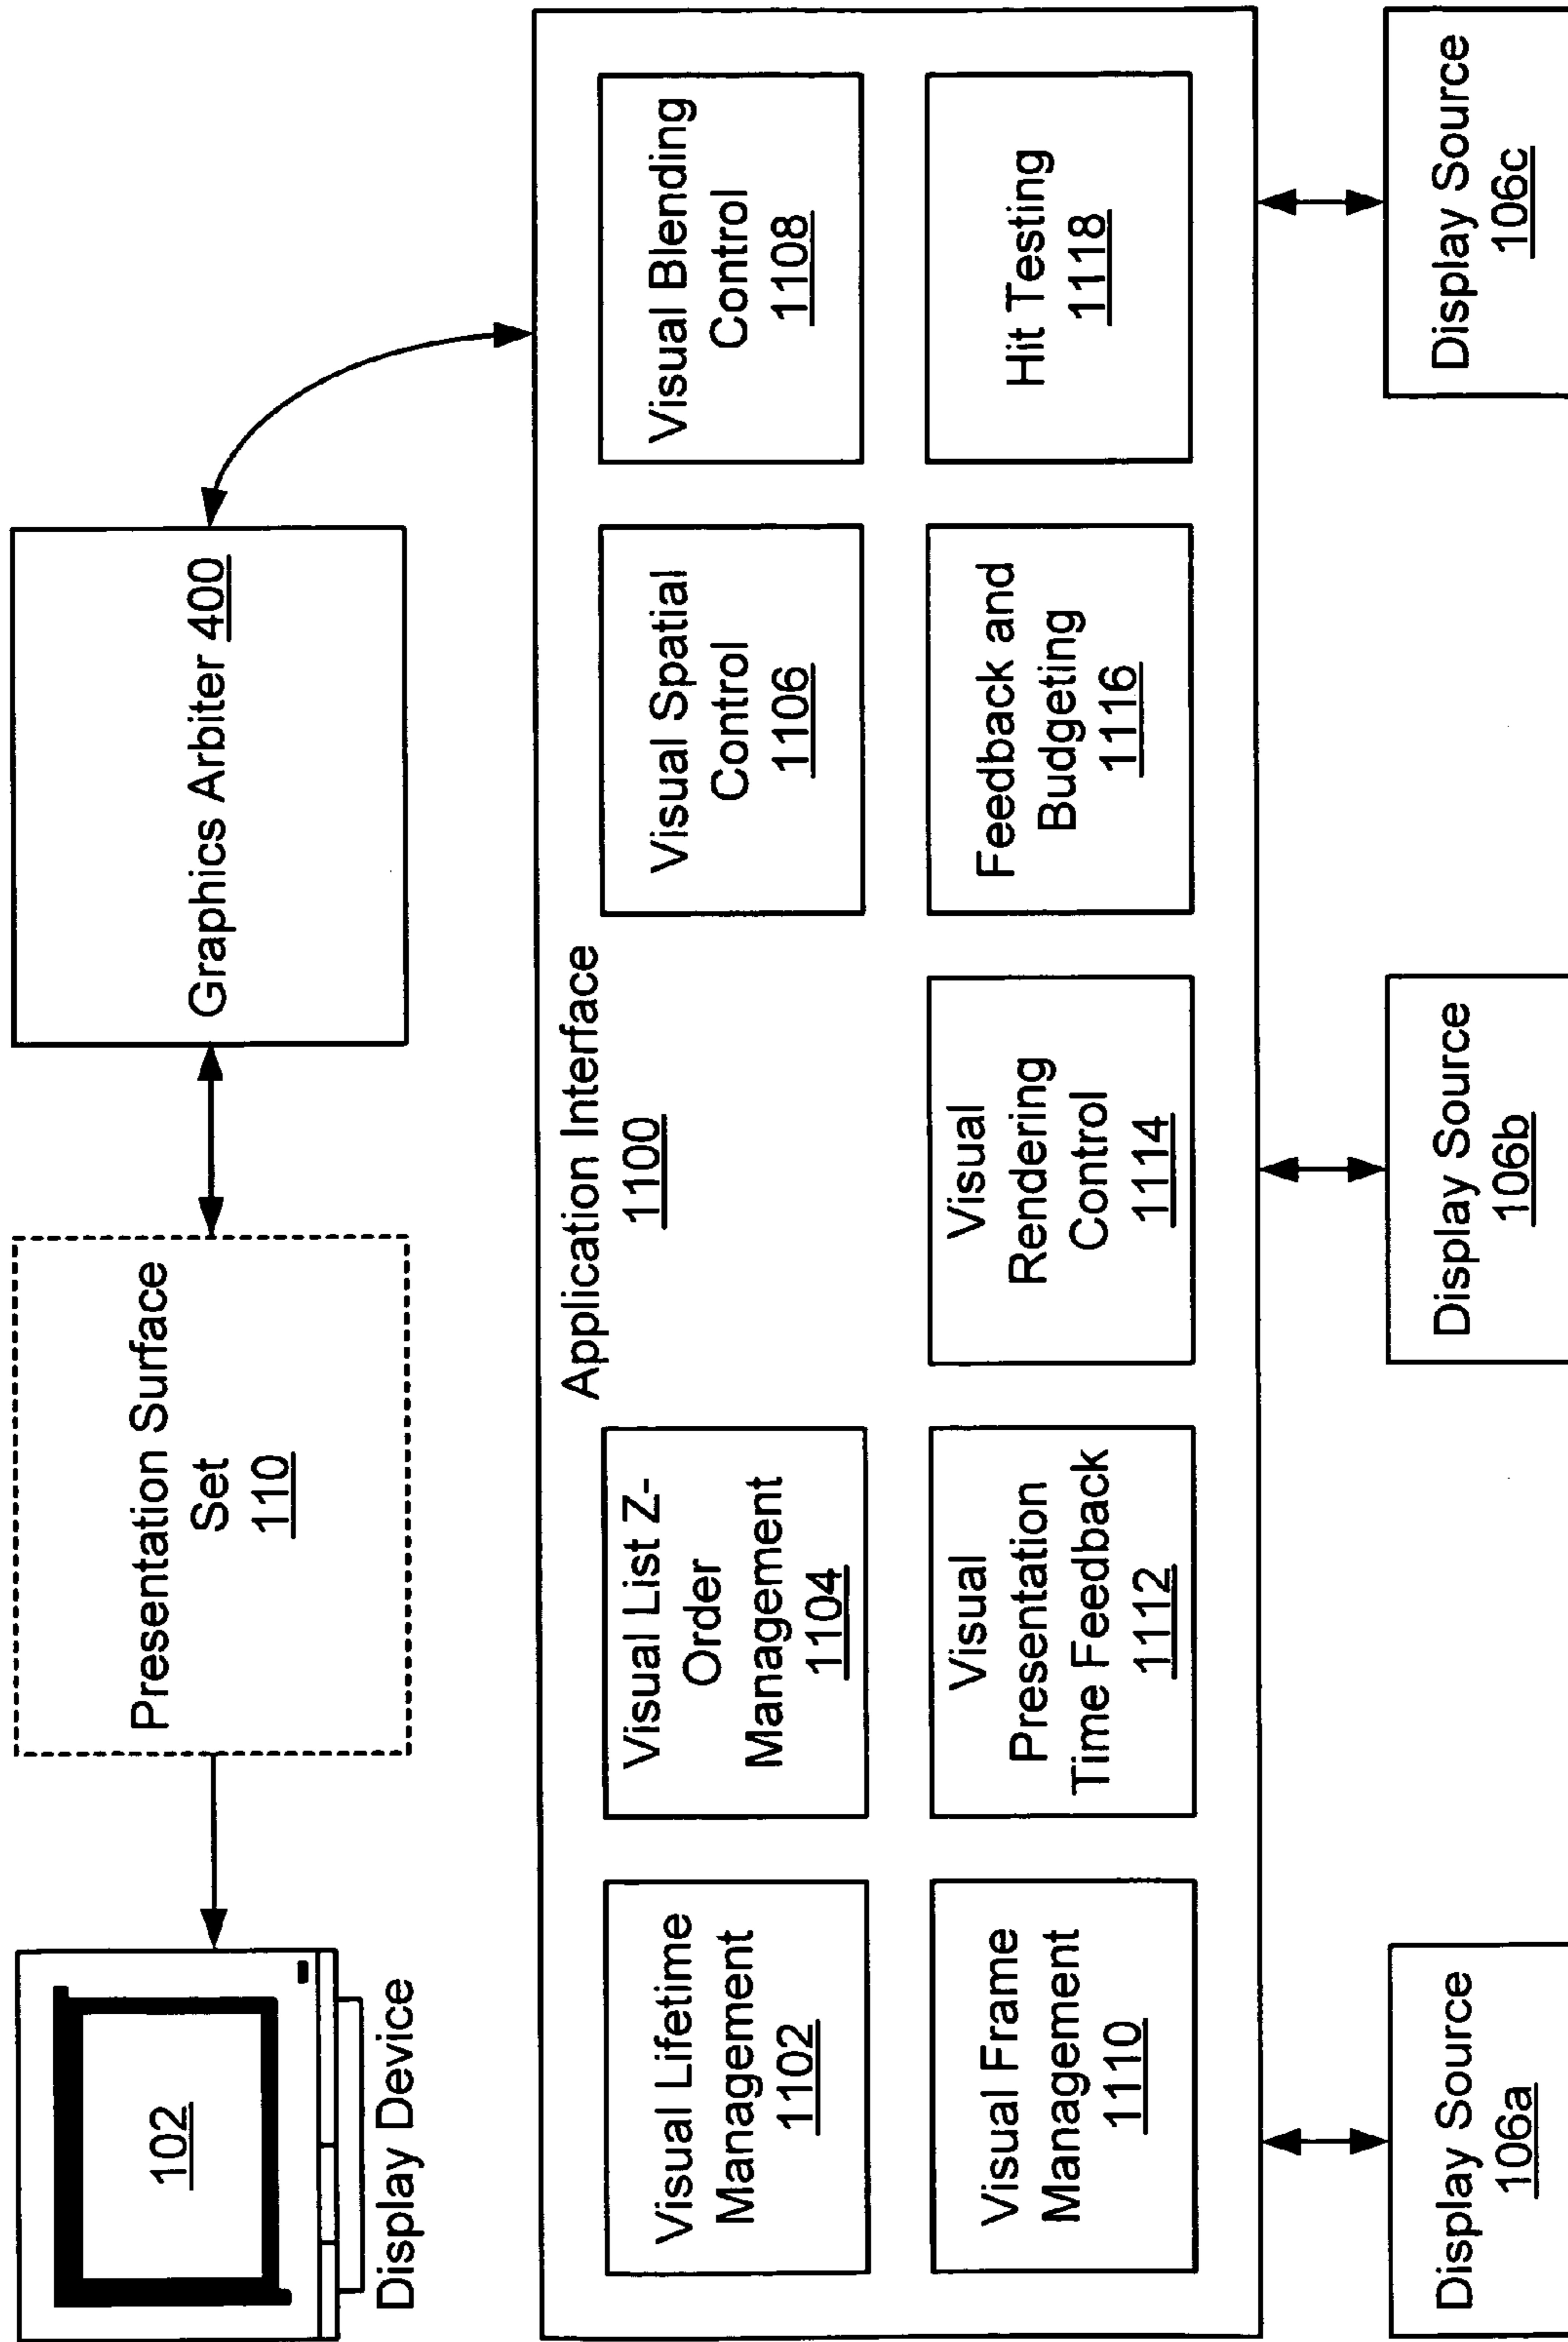 102
Display Device
Presentation Surface
Set
110
Graphics Arbiter 400
Application Interface
1100
Visual Lifetime
Management
1102
Visual List Z-
Order
Management
1104
Visual Spatial
Control
1106
Visual Blending
Control
1108
Visual Frame
Management
1110
Visual
Presentation
Time Feedback
1112
Visual
Rendering
Control
1114
Feedback and
Budgeting
1116
Hit Testing
1118
Display Source
106a
Display Source
106b
Display Source
106c